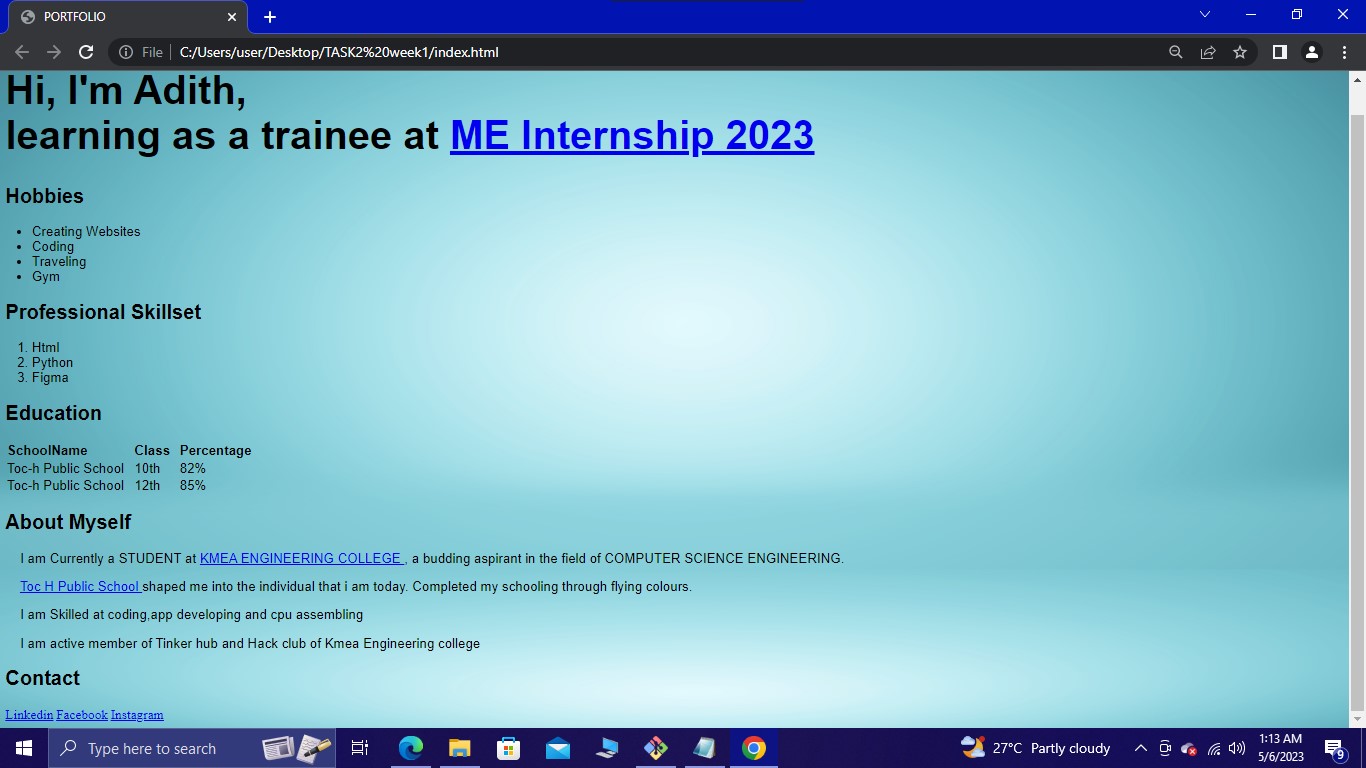 PORTFOLIO
File C:/Users/user/Desktop/TASK2%20week1/index.html
Hi, I'm Adith,
learning as a trainee at ME Internship 2023
Hobbies
Creating Websites
Coding
Traveling
Gym
Professional Skillset
1. Html
2. Python
3. Figma
Education
SchoolName Class Percentage
Toc-h Public School 10th 82%
Toc-h Public School 12th 85%
About Myself
I am Currently a STUDENT at KMEA ENGINEERING COLLEGE , a budding aspirant in the field of COMPUTER SCIENCE ENGINEERING.
Toc H Public School shaped me into the individual that i am today. Completed my schooling through flying colours.
I am Skilled at coding,app developing and cpu assembling
I am active member of Tinker hub and Hack club of Kmea Engineering college
Contact
Linkedin Facebook Instagram
Type here to search
27°C Partly cloudy
1:13 AM
5/6/2023
9